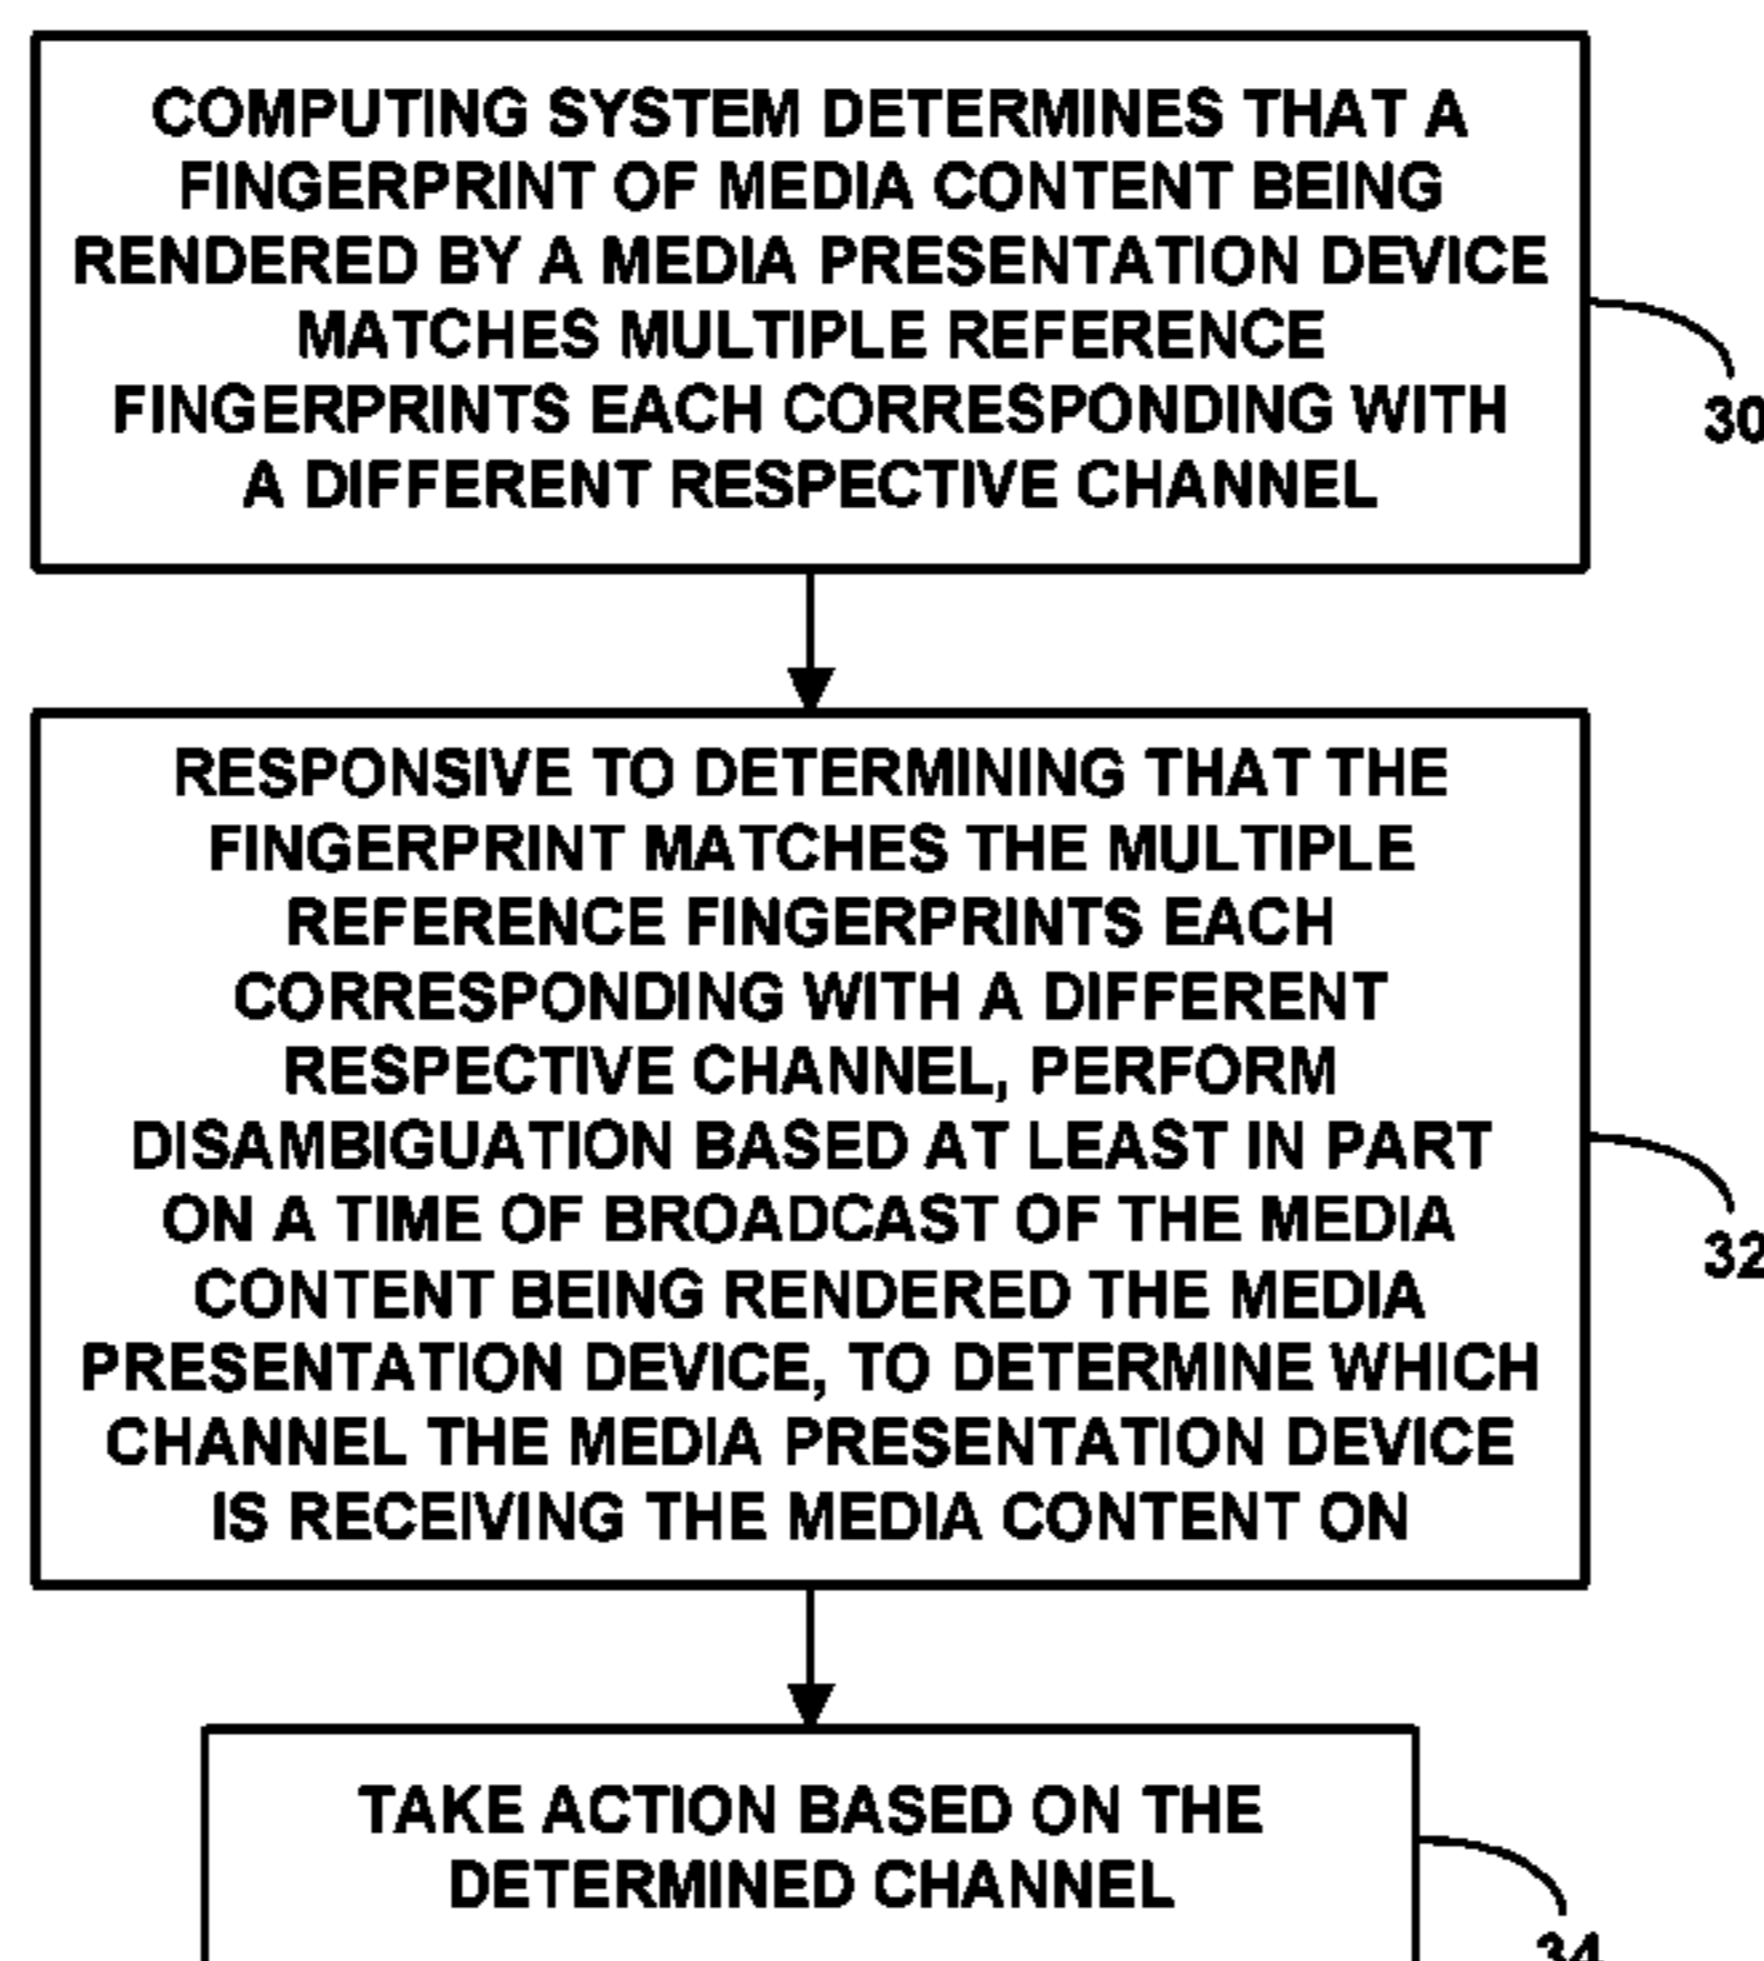 COMPUTING SYSTEM DETERMINES THAT A
FINGERPRINT OF MEDIA CONTENT BEING
RENDERED BY A MEDIA PRESENTATION DEVICE
MATCHES MULTIPLE REFERENCE
FINGERPRINTS EACH CORRESPONDING WITH
A DIFFERENT RESPECTIVE CHANNEL
30
RESPONSIVE TO DETERMINING THAT THE
FINGERPRINT MATCHES THE MULTIPLE
REFERENCE FINGERPRINTS EACH
CORRESPONDING WITH A DIFFERENT
RESPECTIVE CHANNEL, PERFORM
DISAMBIGUATION BASED AT LEAST IN PART
ON A TIME OF BROADCAST OF THE MEDIA
CONTENT BEING RENDERED THE MEDIA
PRESENTATION DEVICE, TO DETERMINE WHICH
CHANNEL THE MEDIA PRESENTATION DEVICE
IS RECEIVING THE MEDIA CONTENT ON
32
TAKE ACTION BASED ON THE
DETERMINED CHANNEL
34